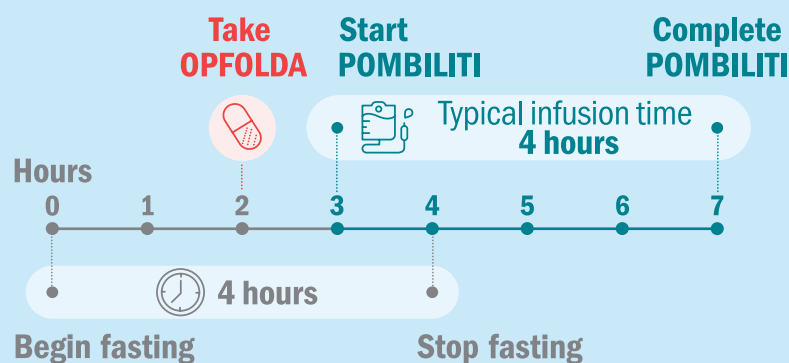 Take
OPFOLDA
Start
POMBILITI
Complete
POMBILITI
Typical infusion time
4 hours
Hours
0 1 2 3 4 5 6 7
4 hours
Begin fasting
Stop fasting